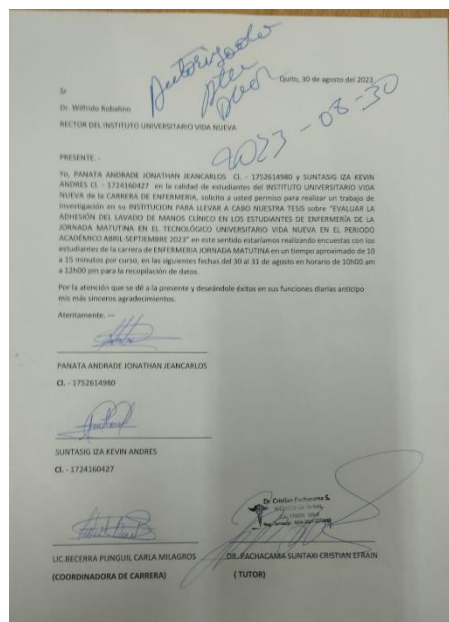 Autorizado
Quito, 30 de agosto del 2023
Sr
Dr. Wilfrido Robalino
2023 - 08 - 30
RECTOR DEL INSTITUTO UNIVERSITARIO VIDA NUEVA
PRESENTE. -
Yo, PANATA ANDRADE JONATHAN JEANCARLOS CI. - 1752614980 y SUNTASIG IZA KEVIN
ANDRES CI. - 1724160427 en la calidad de estudiantes del INSTITUTO UNIVERSITARIO VIDA
NUEVA de la CARRERA DE ENFERMERIA, solicito a usted permiso para realizar un trabajo de
investigación en su INSTITUCION PARA LLEVAR A CABO NUESTRA TESIS sobre "EVALUAR LA
ADHESIÓN DEL LAVADO DE MANOS CLÍNICO EN LOS ESTUDIANTES DE ENFERMERÍA DE LA
JORNADA MATUTINA EN EL TECNOLÓGICO UNIVERSITARIO VIDA NUEVA EN EL PERIODO
ACADÉMICO ABRIL-SEPTIEMBRE 2023" en este sentido estaríamos realizando encuestas con los
estudiantes de la carrera de ENFERMERIA JORNADA MATUTINA en un tiempo aproximado de 10
a 15 minutos por curso, en las siguientes fechas del 30 al 31 de agosto en horario de 10h00 am
a 12h00 pm para la recopilación de datos.
Por la atención que se dé a la presente y deseándole éxitos en sus funciones diarias anticipo
mis más sinceros agradecimientos.
Atentamente. —
PANATA ANDRADE JONATHAN JEANCARLOS
CI. - 1752614980
SUNTASIG IZA KEVIN ANDRES
CI. - 1724160427
Dr. Cristian Pachacama S.
LIC.BECERRA PUNGUIL CARLA MILAGROS
DR.PACHACAMA SUNTAXI CRISTIAN EFRAIN
(COORDINADORA DE CARRERA)
( TUTOR)